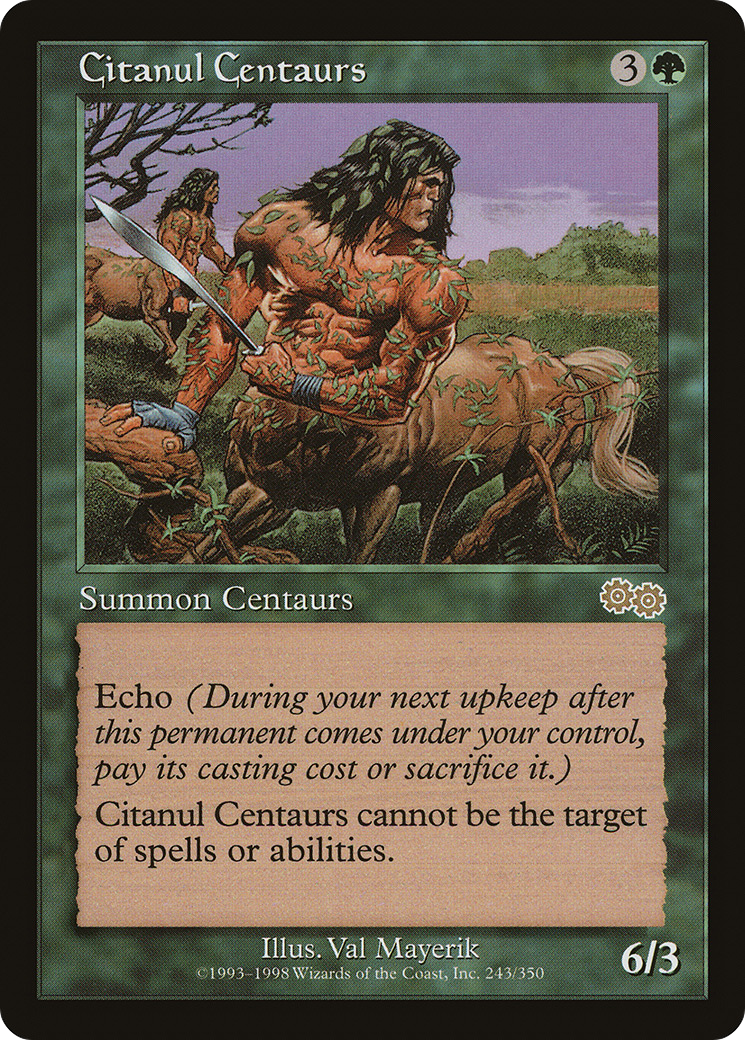 Citanul Centaurs
3
Summon Centaurs
Echo (During your next upkeep after
this permanent comes under your control,
pay its casting cost or sacrifice it.)
Citanul Centaurs cannot be the target
of spells or abilities.
Illus. Val Mayerik
©1993–1998 Wizards of the Coast, Inc. 243/350
6/3